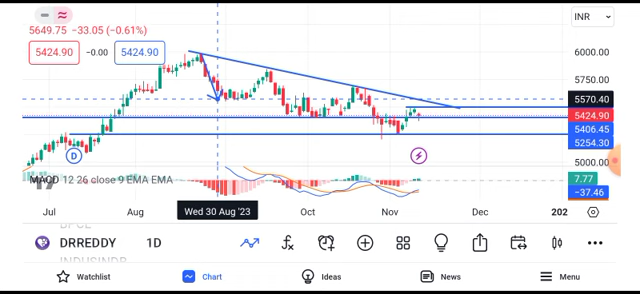 INR
5649.75 −33.05 (−0.61%)
5424.90 −0.00 5424.90
6000.00
5750.00
5570.40
5424.90
5406.45
5254.30
5000.00
D
MACD 12 26 close 9 EMA EMA
7.77
−37.46
Jul Aug Wed 30 Aug '23 Oct Nov Dec 202
DRREDDY 1D
INDUSINDB
Watchlist Chart Ideas News Menu